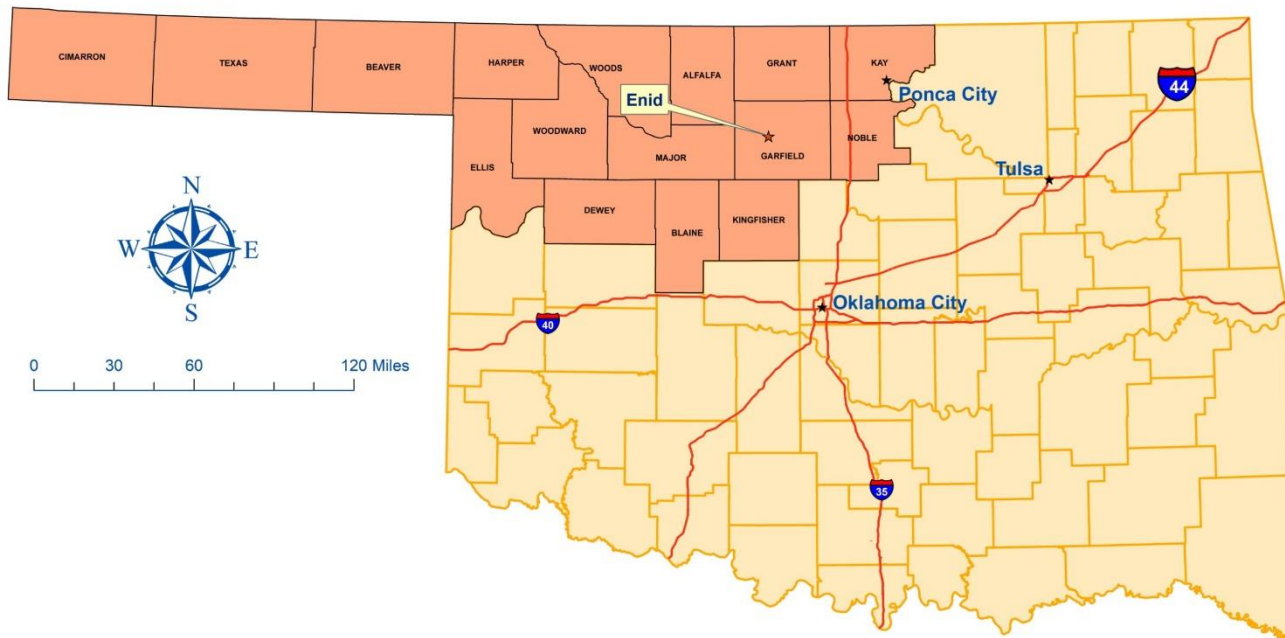 CIMARRON
TEXAS
BEAVER
HARPER
WOODS
ALFALFA
GRANT
KAY
Ponca City
44
Enid
WOODWARD
MAJOR
GARFIELD
NOBLE
ELLIS
Tulsa
DEWEY
BLAINE
KINGFISHER
N
W
E
S
Oklahoma City
40
0
30
60
120 Miles
35